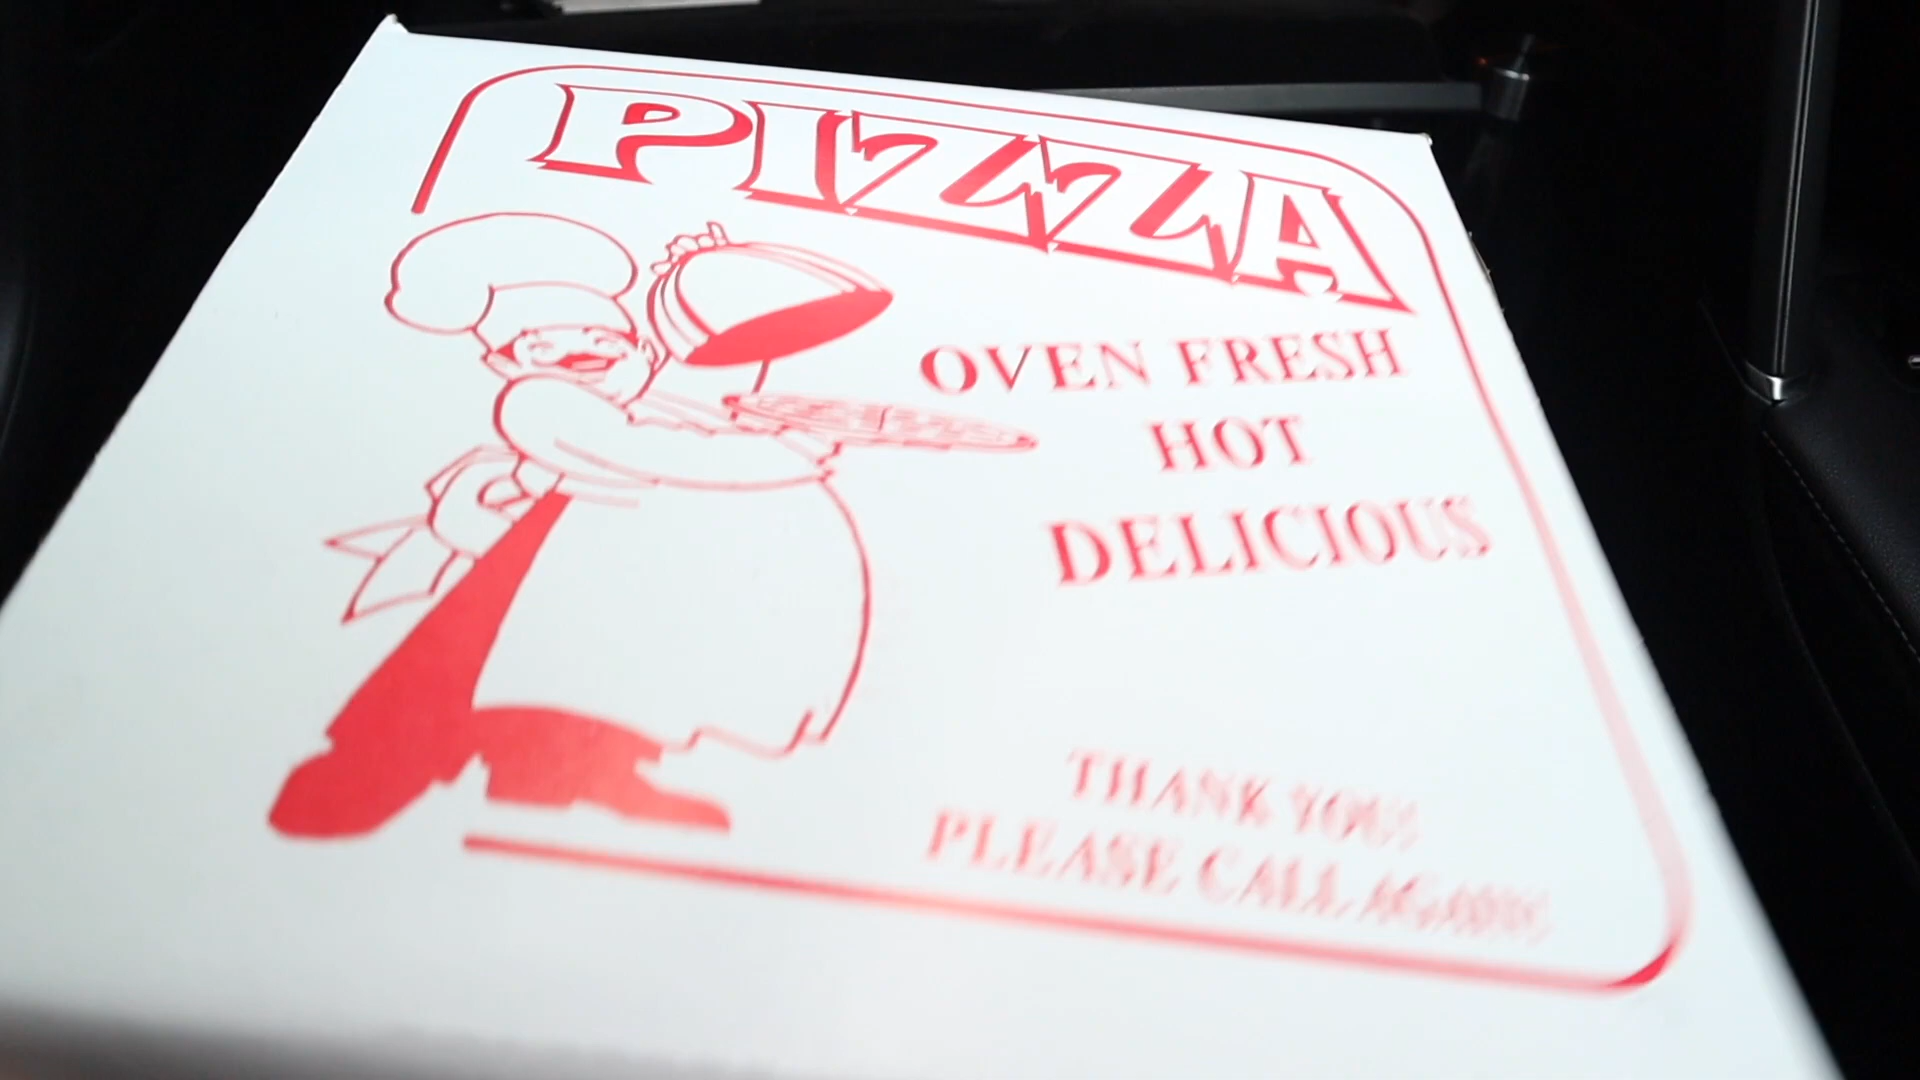 PIZZA
OVEN FRESH
HOT
DELICIOUS
THANK YOU!
PLEASE CALL AGAIN!